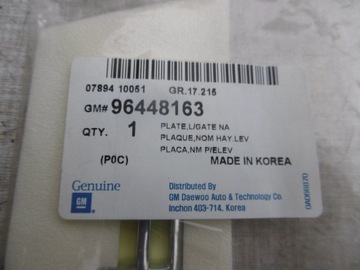 07894 10051 GR.17.215
GM# 96448163
QTY. 1 PLATE,L/GATE NA
PLAQUE,NOM HAY.LEV
PLACA,NM P/ELEV
(P0C) MADE IN KOREA
Genuine
GM
Distributed By
GM Daewoo Auto & Technology Co.
Inchon 403-714, Korea